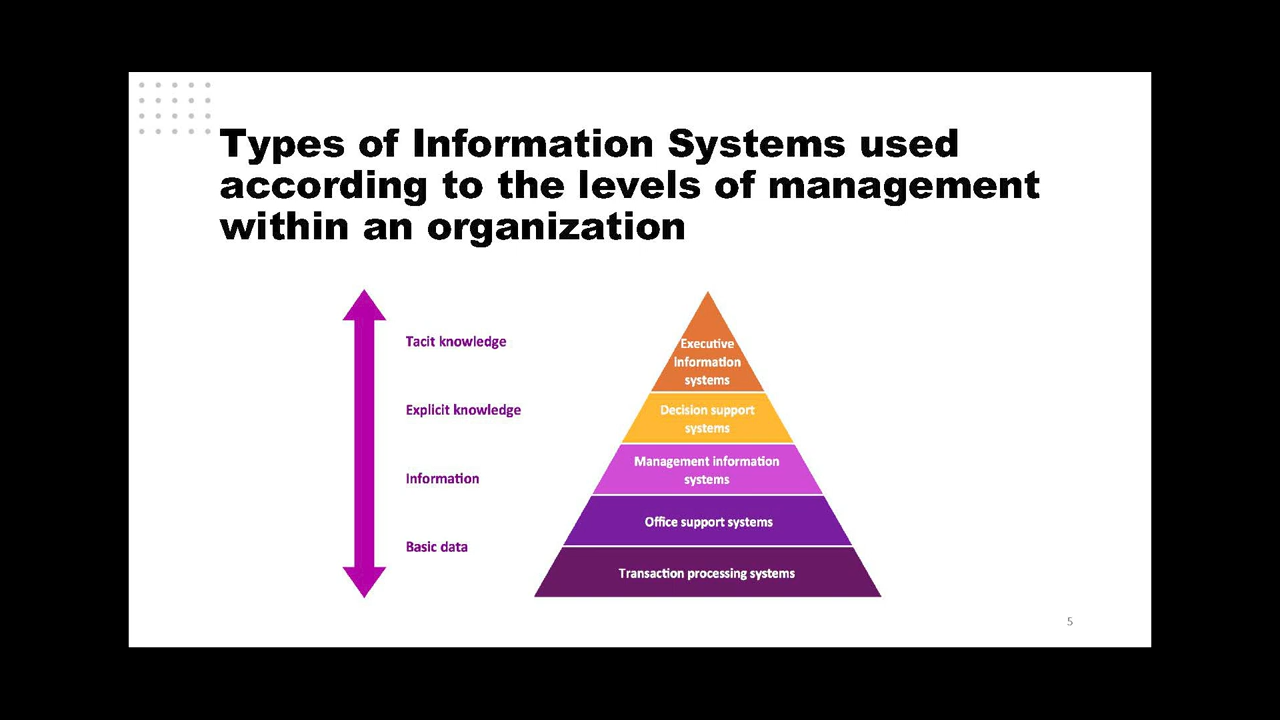 Types of Information Systems used
according to the levels of management
within an organization
Tacit knowledge
Explicit knowledge
Information
Basic data
Executive
information
systems
Decision support
systems
Management information
systems
Office support systems
Transaction processing systems
5